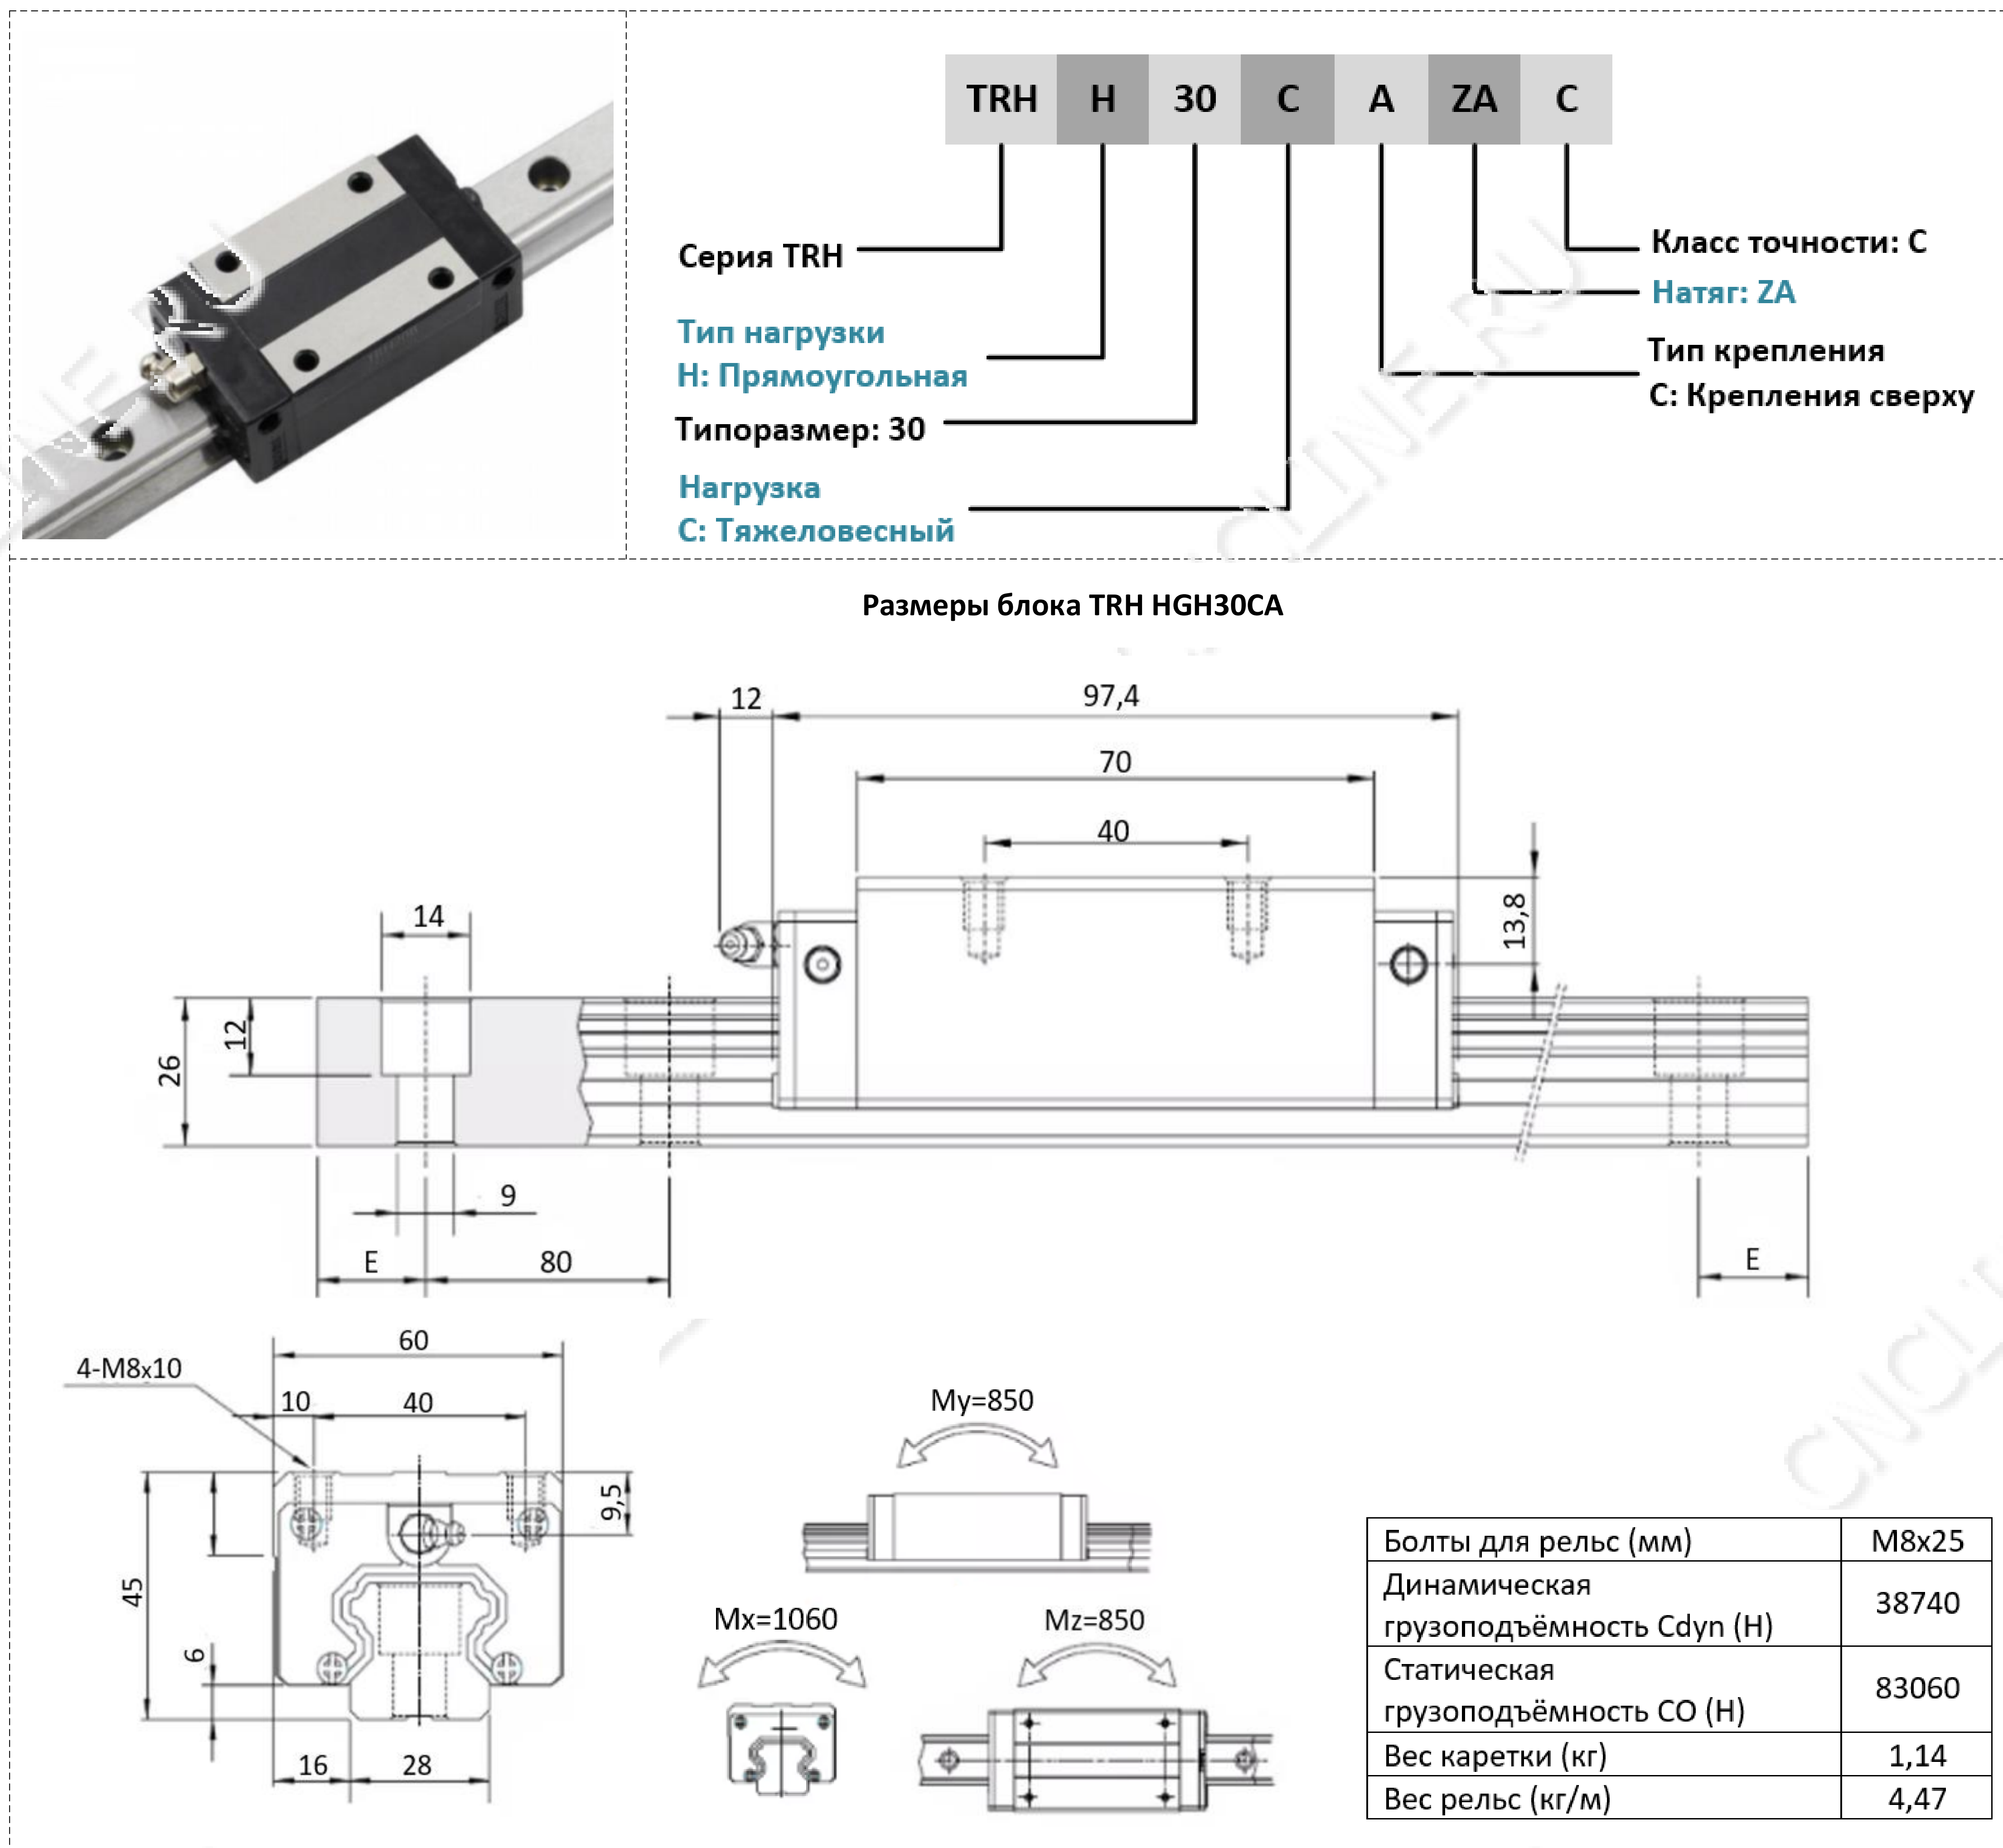 TRH H 30 C A ZA C
Серия TRH
Тип нагрузки
H: Прямоугольная
Типоразмер: 30
Нагрузка
C: Тяжеловесный
Класс точности: C
Натяг: ZA
Тип крепления
C: Крепления сверху
Размеры блока TRH HGH30CA
12
97,4
70
40
13,8
14
12
26
9
E
80
E
60
4-M8x10
10
40
9,5
45
6
16
28
My=850
Mx=1060
Mz=850
Болты для рельс (мм) M8x25
Динамическая
грузоподъёмность Cdyn (Н) 38740
Статическая
грузоподъёмность CO (Н) 83060
Вес каретки (кг) 1,14
Вес рельс (кг/м) 4,47
CNCLINE.RU